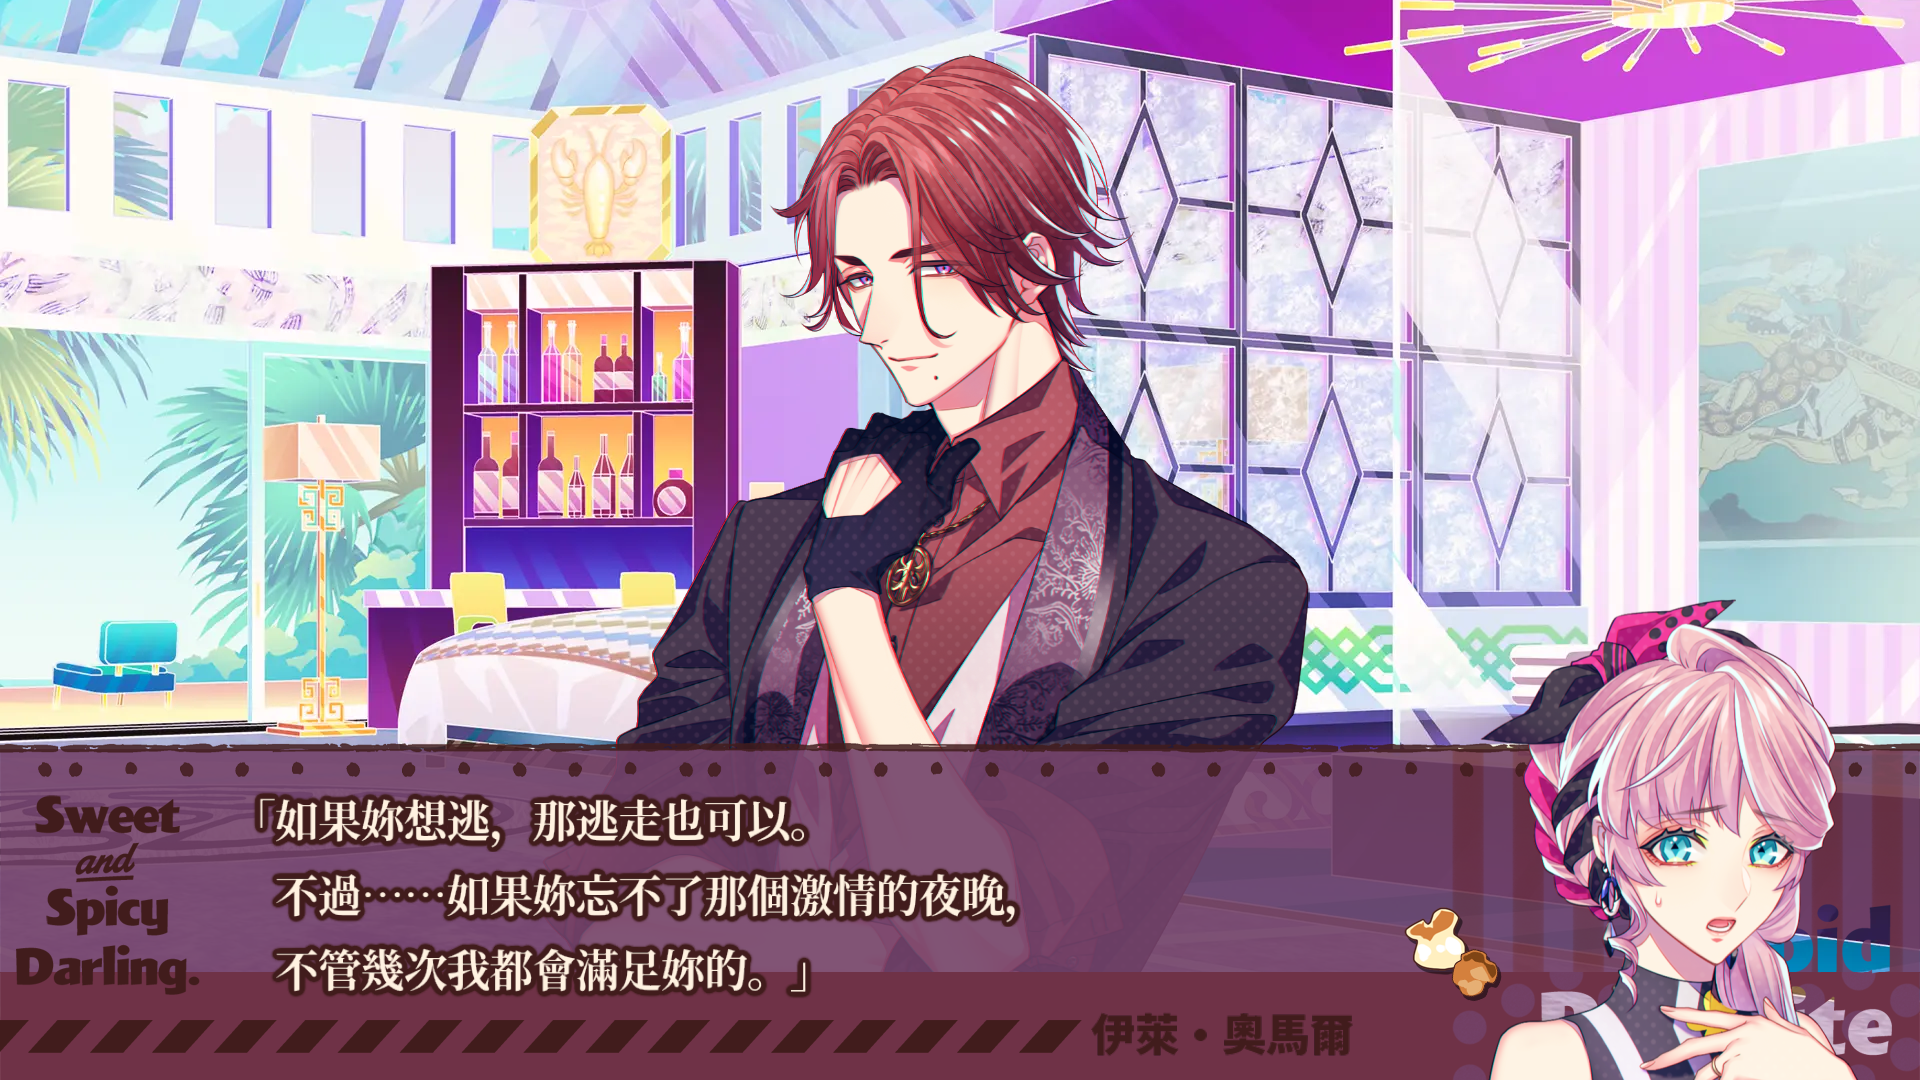 Sweet
and
Spicy
Darling.
「如果妳想逃，那逃走也可以。
不過⋯⋯如果妳忘不了那個激情的夜晚，
不管幾次我都會滿足妳的。」
伊萊・奧馬爾